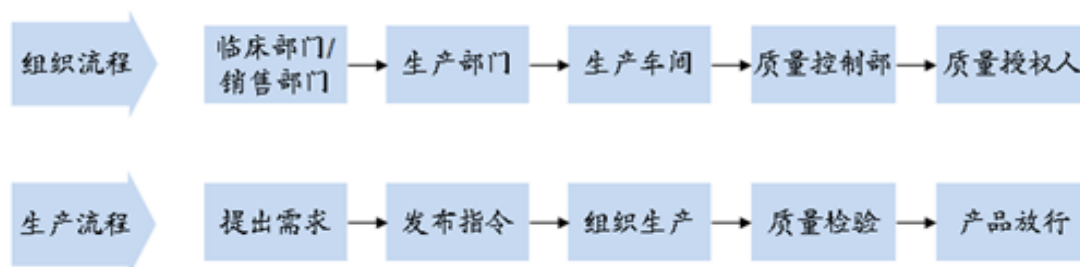 组织流程
临床部门/
销售部门
生产部门
生产车间
质量控制部
质量授权人
生产流程
提出需求
发布指令
组织生产
质量检验
产品放行